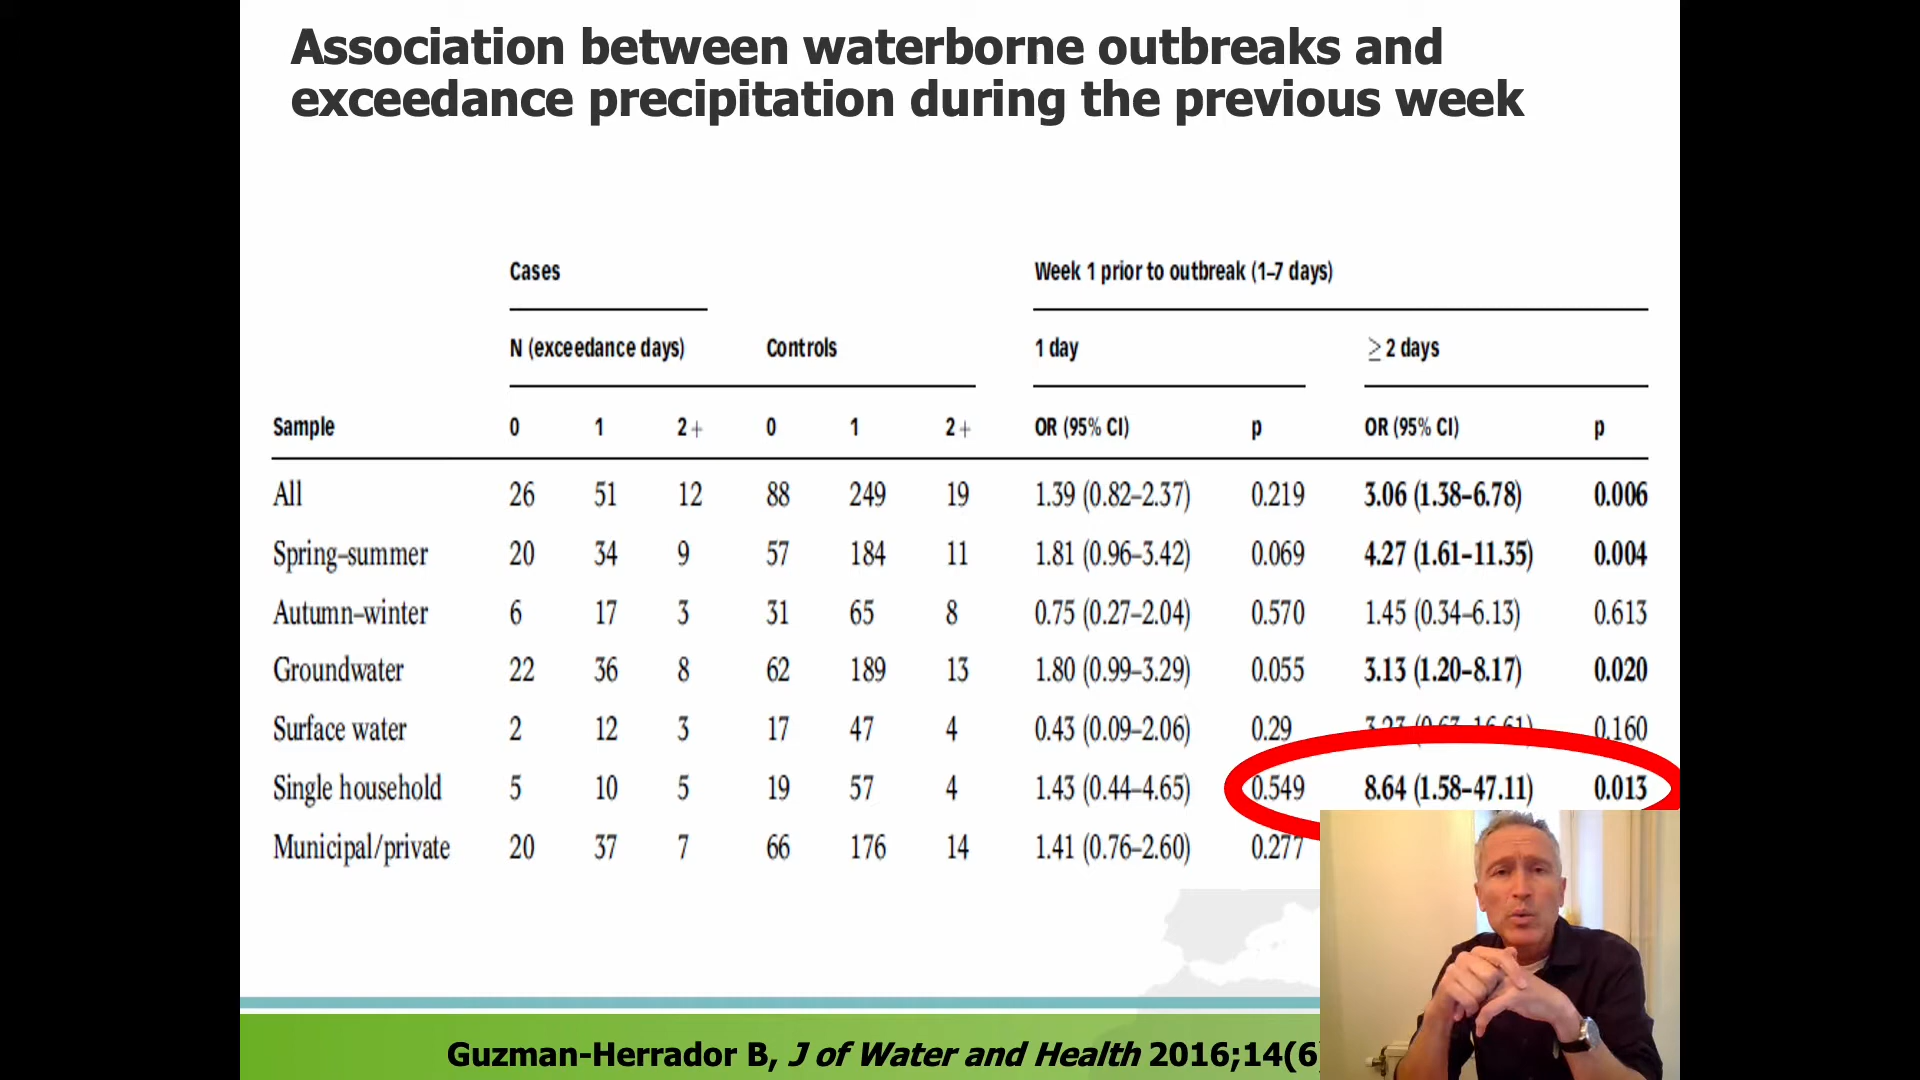 Association between waterborne outbreaks and
exceedance precipitation during the previous week
Cases Week 1 prior to outbreak (1–7 days)
N (exceedance days) Controls 1 day ≥ 2 days
Sample 0 1 2+ 0 1 2+ OR (95% CI) p OR (95% CI) p
All 26 51 12 88 249 19 1.39 (0.82–2.37) 0.219 3.06 (1.38–6.78) 0.006
Spring–summer 20 34 9 57 184 11 1.81 (0.96–3.42) 0.069 4.27 (1.61–11.35) 0.004
Autumn–winter 6 17 3 31 65 8 0.75 (0.27–2.04) 0.570 1.45 (0.34–6.13) 0.613
Groundwater 22 36 8 62 189 13 1.80 (0.99–3.29) 0.055 3.13 (1.20–8.17) 0.020
Surface water 2 12 3 17 47 4 0.43 (0.09–2.06) 0.29 0.160
Single household 5 10 5 19 57 4 1.43 (0.44–4.65) 0.549 8.64 (1.58–47.11) 0.013
Municipal/private 20 37 7 66 176 14 1.41 (0.76–2.60) 0.277
Guzman-Herrador B, J of Water and Health 2016;14(6)